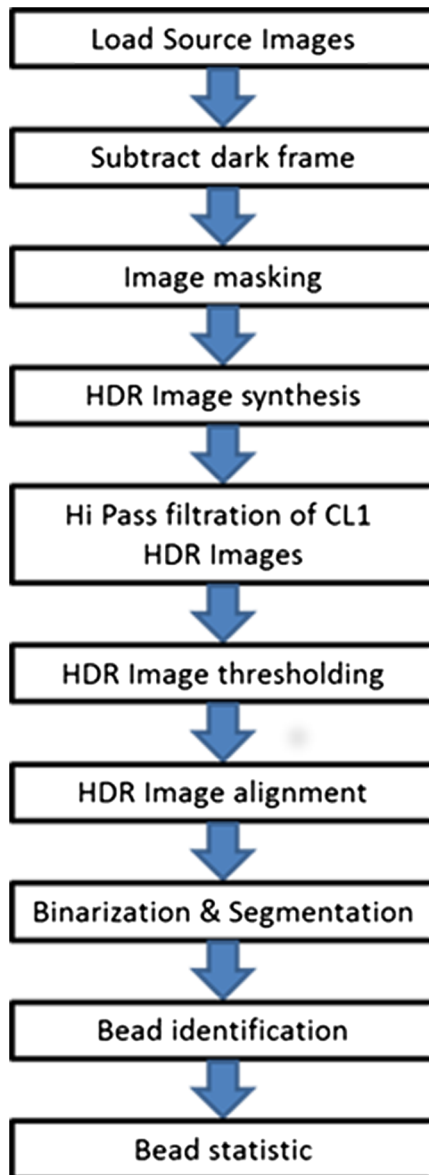 Load Source Images
Subtract dark frame
Image masking
HDR Image synthesis
Hi Pass filtration of CL1
HDR Images
HDR Image thresholding
HDR Image alignment
Binarization & Segmentation
Bead identification
Bead statistic